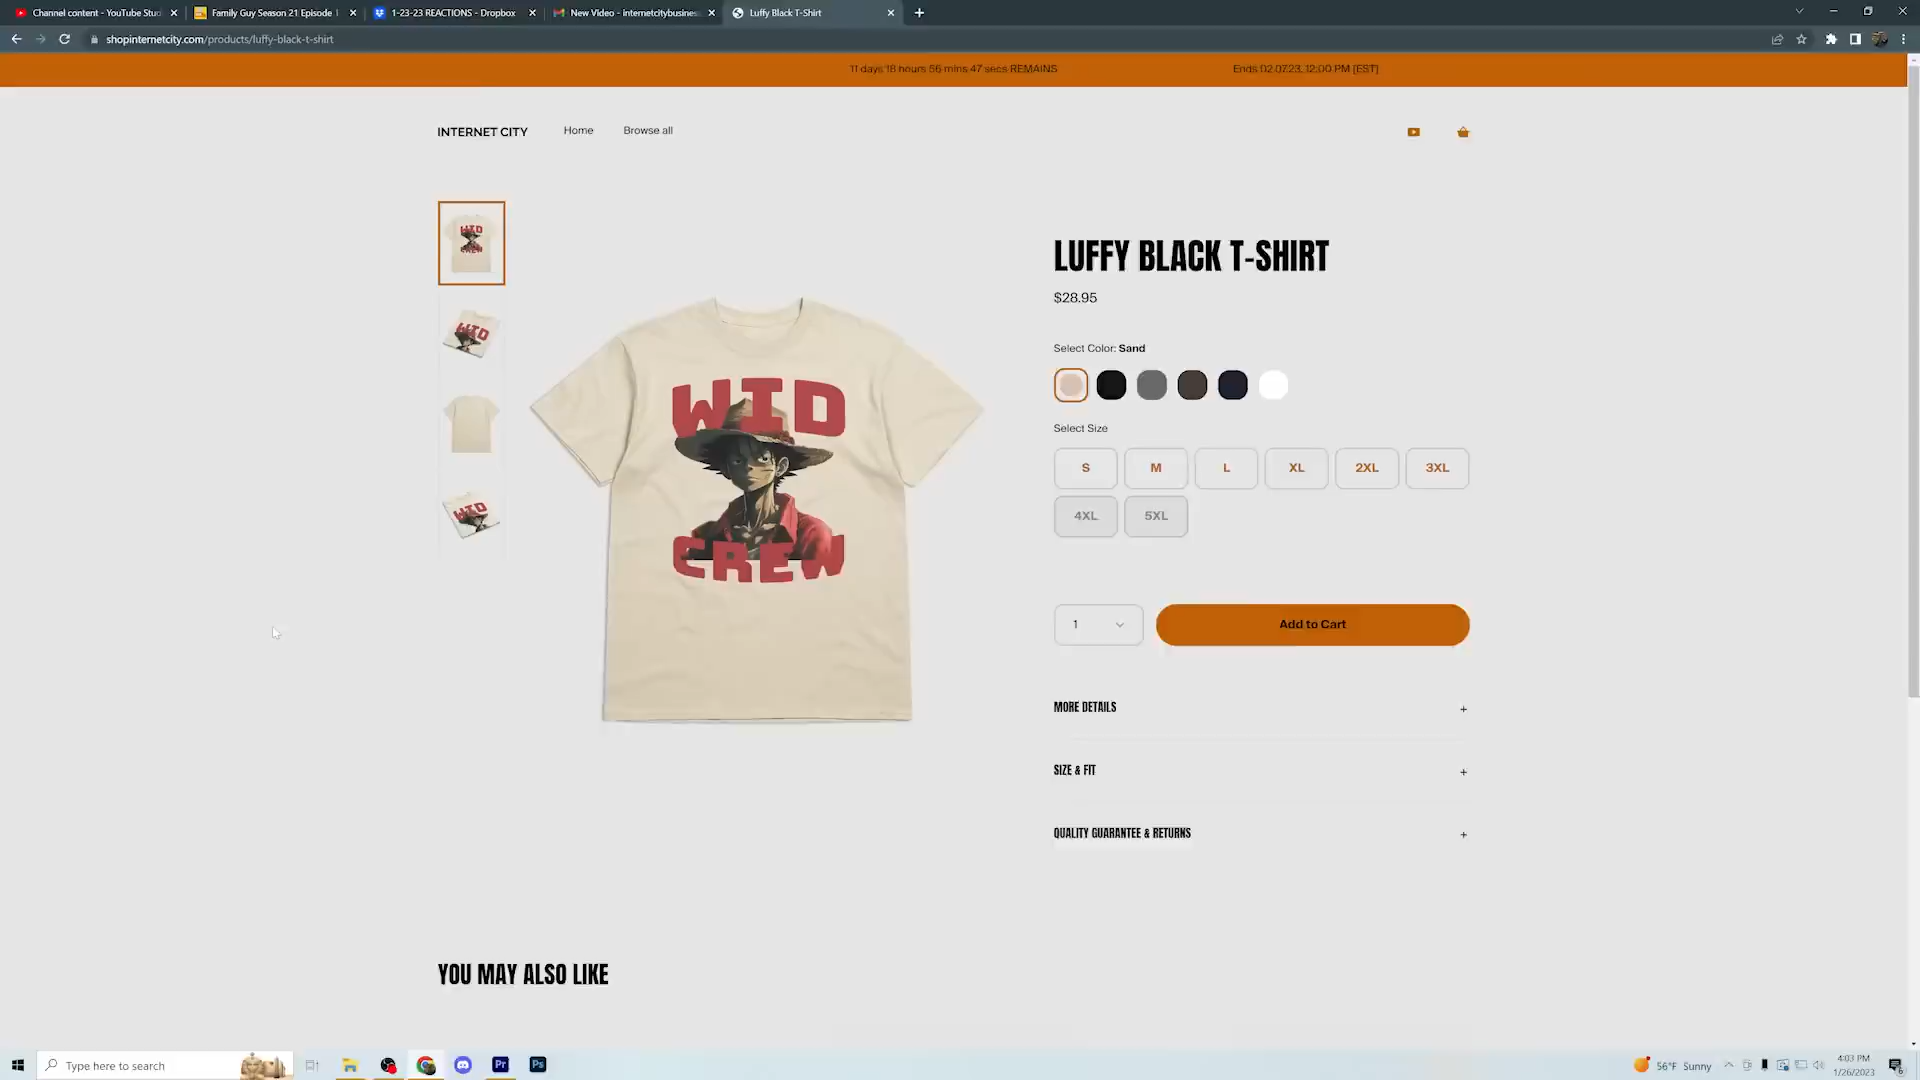 Channel content - YouTube Stud
Family Guy Season 21 Episode 1
1-23-23 REACTIONS - Dropbox
New Video - internetcitybusines
Luffy Black T-Shirt
shopinternetcity.com/products/luffy-black-t-shirt
11 days 18 hours 56 mins 47 secs REMAINS
Ends 02.07.23, 12:00 PM [EST]
INTERNET CITY
Home
Browse all
WID
CREW
LUFFY BLACK T-SHIRT
$28.95
Select Color: Sand
Select Size
S M L XL 2XL 3XL
4XL 5XL
1
Add to Cart
MORE DETAILS +
SIZE & FIT +
QUALITY GUARANTEE & RETURNS +
YOU MAY ALSO LIKE
Type here to search
Pr
Ps
56°F Sunny
4:03 PM
1/26/2023